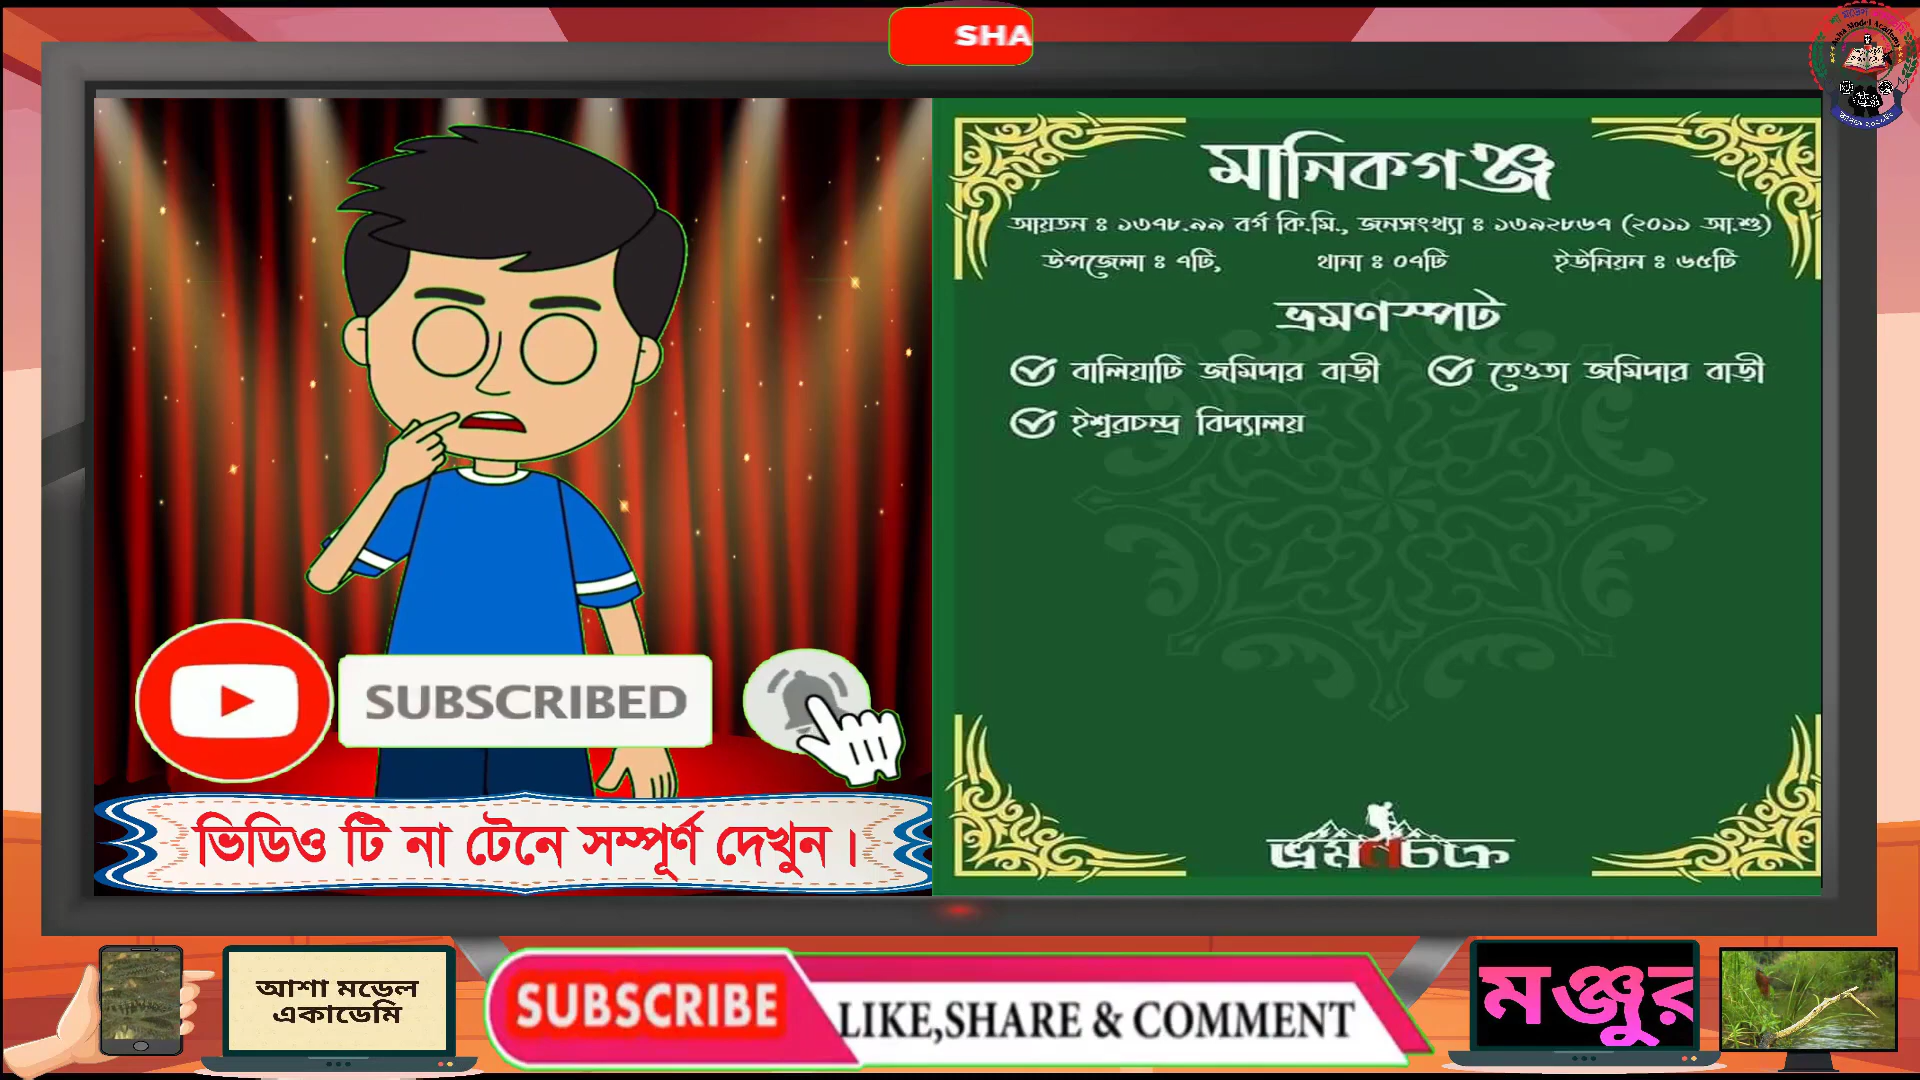 SHA
মানিকগঞ্জ
আয়তন ঃ ১৩৭৮.৯৯ বর্গ কি.মি., জনসংখ্যা ঃ ১৩৯২৮৬৭ (২০১১ আ.শু)
উপজেলা ঃ ৭টি, থানা ঃ ০৭টি ইউনিয়ন ঃ ৬৫টি
ভ্রমণস্পট
বালিয়াটি জমিদার বাড়ী তেওতা জমিদার বাড়ী
ঈশ্বরচন্দ্র বিদ্যালয়
SUBSCRIBED
ভিডিও টি না টেনে সম্পূর্ণ দেখুন।
ভ্রমণচক্র
আশা মডেল
একাডেমি
SUBSCRIBE
LIKE,SHARE & COMMENT
মঞ্জুর